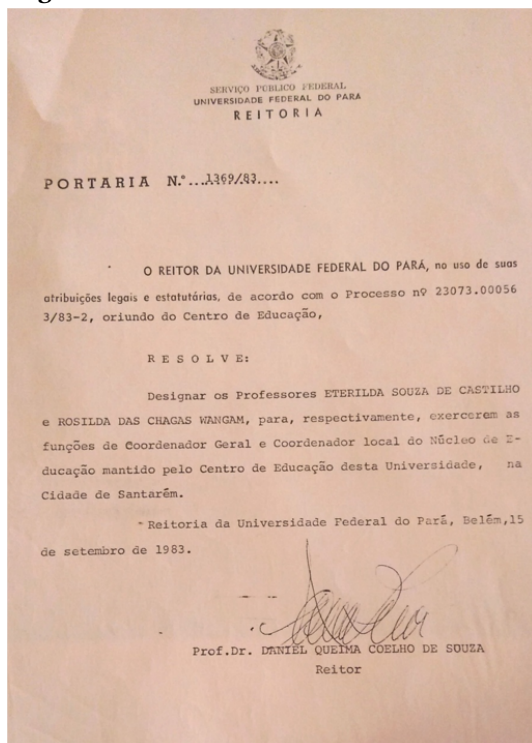 SERVIÇO PÚBLICO FEDERAL
UNIVERSIDADE FEDERAL DO PARÁ
REITORIA
PORTARIA N.º...1369/83....
O REITOR DA UNIVERSIDADE FEDERAL DO PARÁ, no uso de suas
atribuições legais e estatutárias, de acordo com o Processo nº 23073.00056
3/83-2, oriundo do Centro de Educação,
R E S O L V E:
Designar os Professores ETERILDA SOUZA DE CASTILHO
e ROSILDA DAS CHAGAS WANGAM, para, respectivamente, exercerem as
funções de Coordenador Geral e Coordenador local do Núcleo de E-
ducação mantido pelo Centro de Educação desta Universidade, na
Cidade de Santarém.
Reitoria da Universidade Federal do Pará, Belém,15
de setembro de 1983.
Prof.Dr. DANIEL QUEIMA COELHO DE SOUZA
Reitor